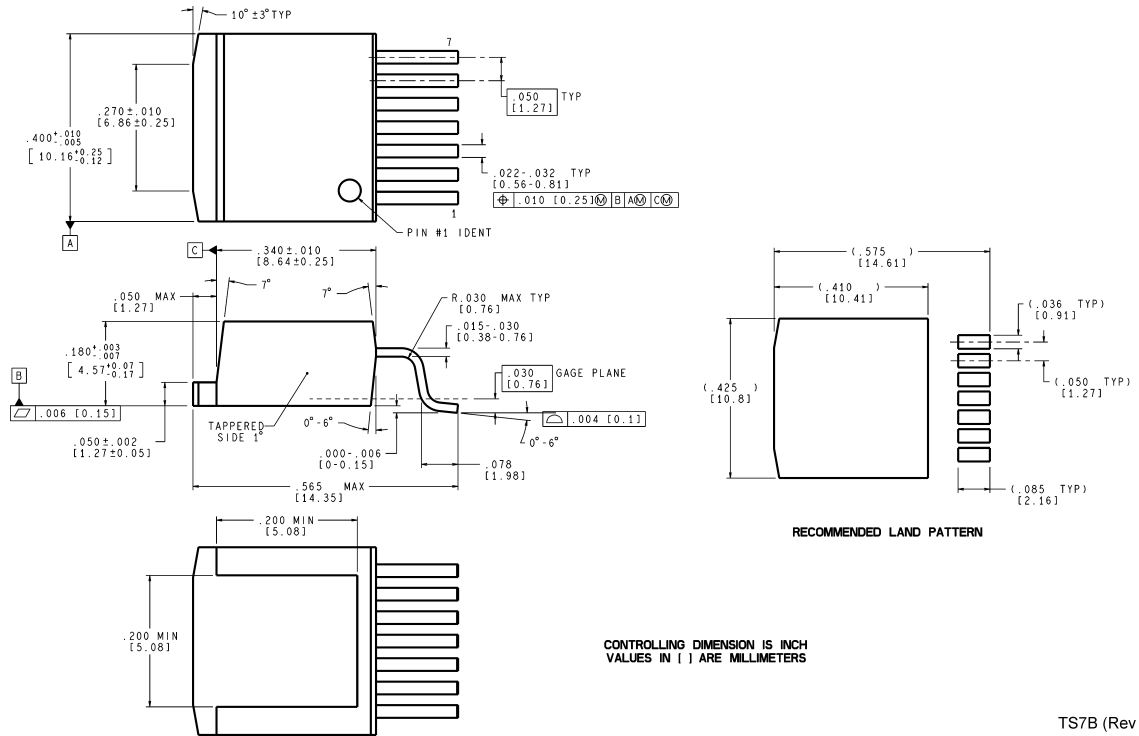 10° ±3° TYP
7
.050 TYP
[1.27]
.270±.010
[6.86±0.25]
.400 +.010 -.005
[ 10.16 +0.25 -0.12 ]
.022-.032 TYP
[0.56-0.81]
⌖ .010 [0.25]Ⓜ B AⓂ CⓂ
1
PIN #1 IDENT
A
C
.340±.010
[8.64±0.25]
7°
7°
.050 MAX
[1.27]
R.030 MAX TYP
[0.76]
.015-.030
[0.38-0.76]
.180 +.003 -.007
[ 4.57 +0.07 -0.17 ]
.030
[0.76]
GAGE PLANE
B
⏥ .006 [0.15]
TAPPERED
SIDE 1°
0°-6°
⌓ .004 [0.1]
0°-6°
.050±.002
[1.27±0.05]
.000-.006
[0-0.15]
.078
[1.98]
.565 MAX
[14.35]
(.575 )
[14.61]
(.410 )
[10.41]
(.036 TYP)
[0.91]
(.425 )
[10.8]
(.050 TYP)
[1.27]
(.085 TYP)
[2.16]
RECOMMENDED LAND PATTERN
.200 MIN
[5.08]
.200 MIN
[5.08]
CONTROLLING DIMENSION IS INCH
VALUES IN [ ] ARE MILLIMETERS
TS7B (Rev